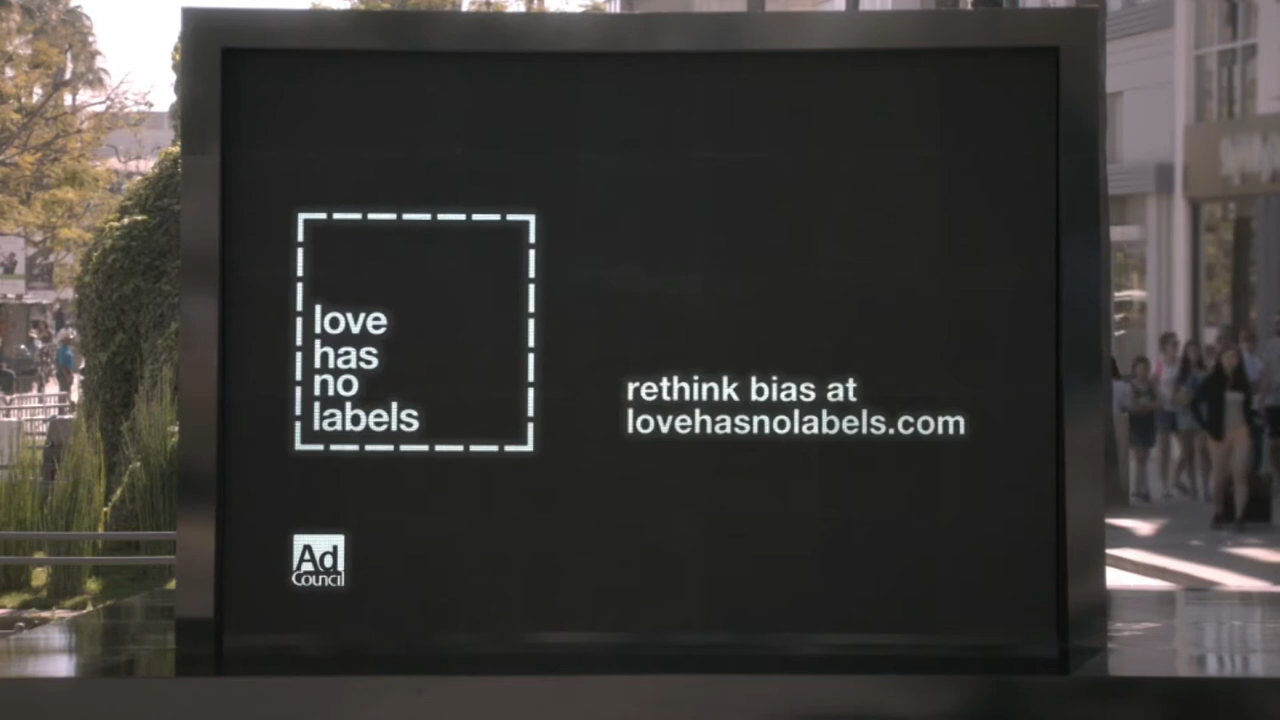 love
has
no
labels
rethink bias at
lovehasnolabels.com
Ad
Council